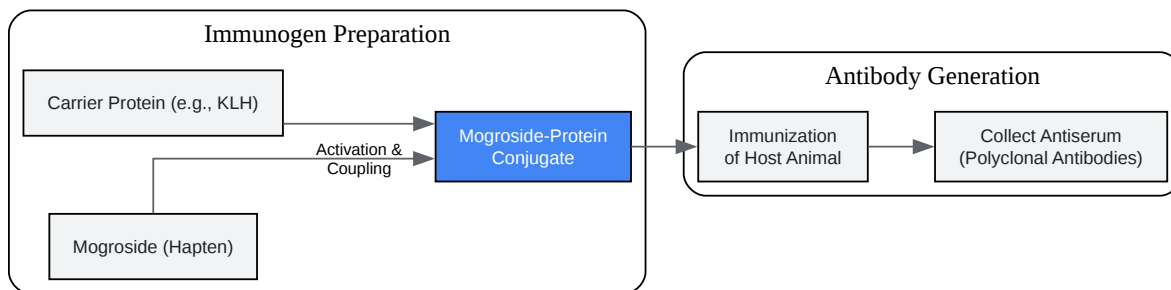 Immunogen Preparation
Carrier Protein (e.g., KLH)
Activation &
Coupling
Mogroside (Hapten)
Mogroside-Protein
Conjugate
Antibody Generation
Immunization
of Host Animal
Collect Antiserum
(Polyclonal Antibodies)